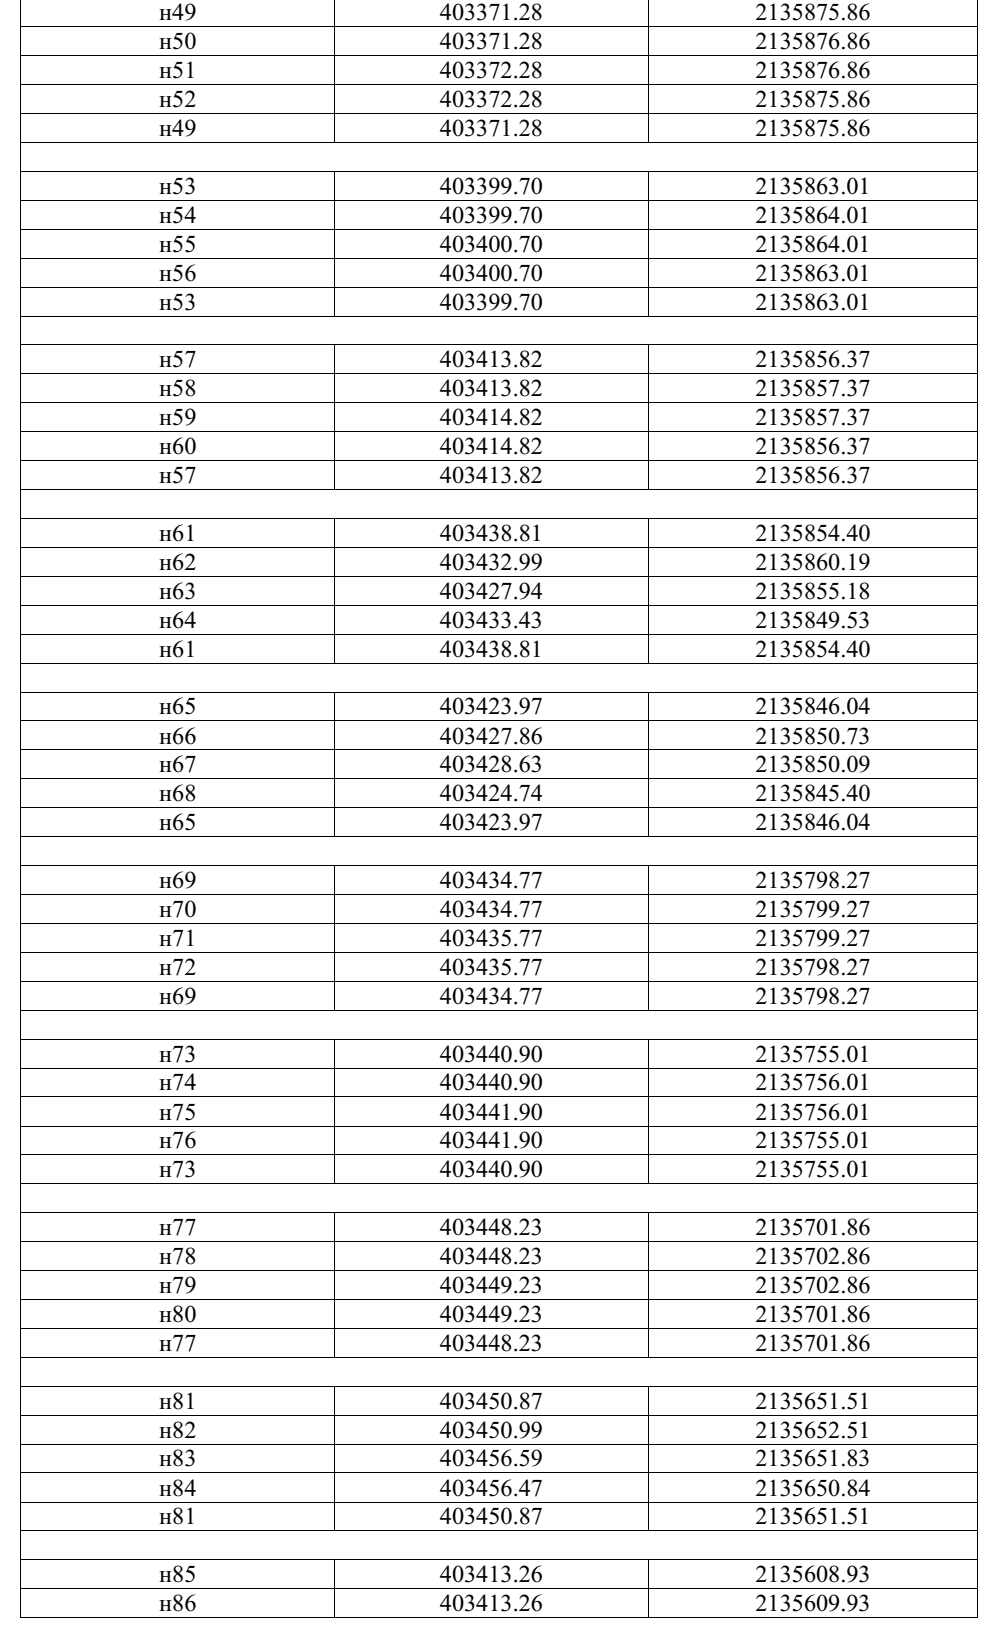 н49 403371.28 2135875.86
н50 403371.28 2135876.86
н51 403372.28 2135876.86
н52 403372.28 2135875.86
н49 403371.28 2135875.86
н53 403399.70 2135863.01
н54 403399.70 2135864.01
н55 403400.70 2135864.01
н56 403400.70 2135863.01
н53 403399.70 2135863.01
н57 403413.82 2135856.37
н58 403413.82 2135857.37
н59 403414.82 2135857.37
н60 403414.82 2135856.37
н57 403413.82 2135856.37
н61 403438.81 2135854.40
н62 403432.99 2135860.19
н63 403427.94 2135855.18
н64 403433.43 2135849.53
н61 403438.81 2135854.40
н65 403423.97 2135846.04
н66 403427.86 2135850.73
н67 403428.63 2135850.09
н68 403424.74 2135845.40
н65 403423.97 2135846.04
н69 403434.77 2135798.27
н70 403434.77 2135799.27
н71 403435.77 2135799.27
н72 403435.77 2135798.27
н69 403434.77 2135798.27
н73 403440.90 2135755.01
н74 403440.90 2135756.01
н75 403441.90 2135756.01
н76 403441.90 2135755.01
н73 403440.90 2135755.01
н77 403448.23 2135701.86
н78 403448.23 2135702.86
н79 403449.23 2135702.86
н80 403449.23 2135701.86
н77 403448.23 2135701.86
н81 403450.87 2135651.51
н82 403450.99 2135652.51
н83 403456.59 2135651.83
н84 403456.47 2135650.84
н81 403450.87 2135651.51
н85 403413.26 2135608.93
н86 403413.26 2135609.93